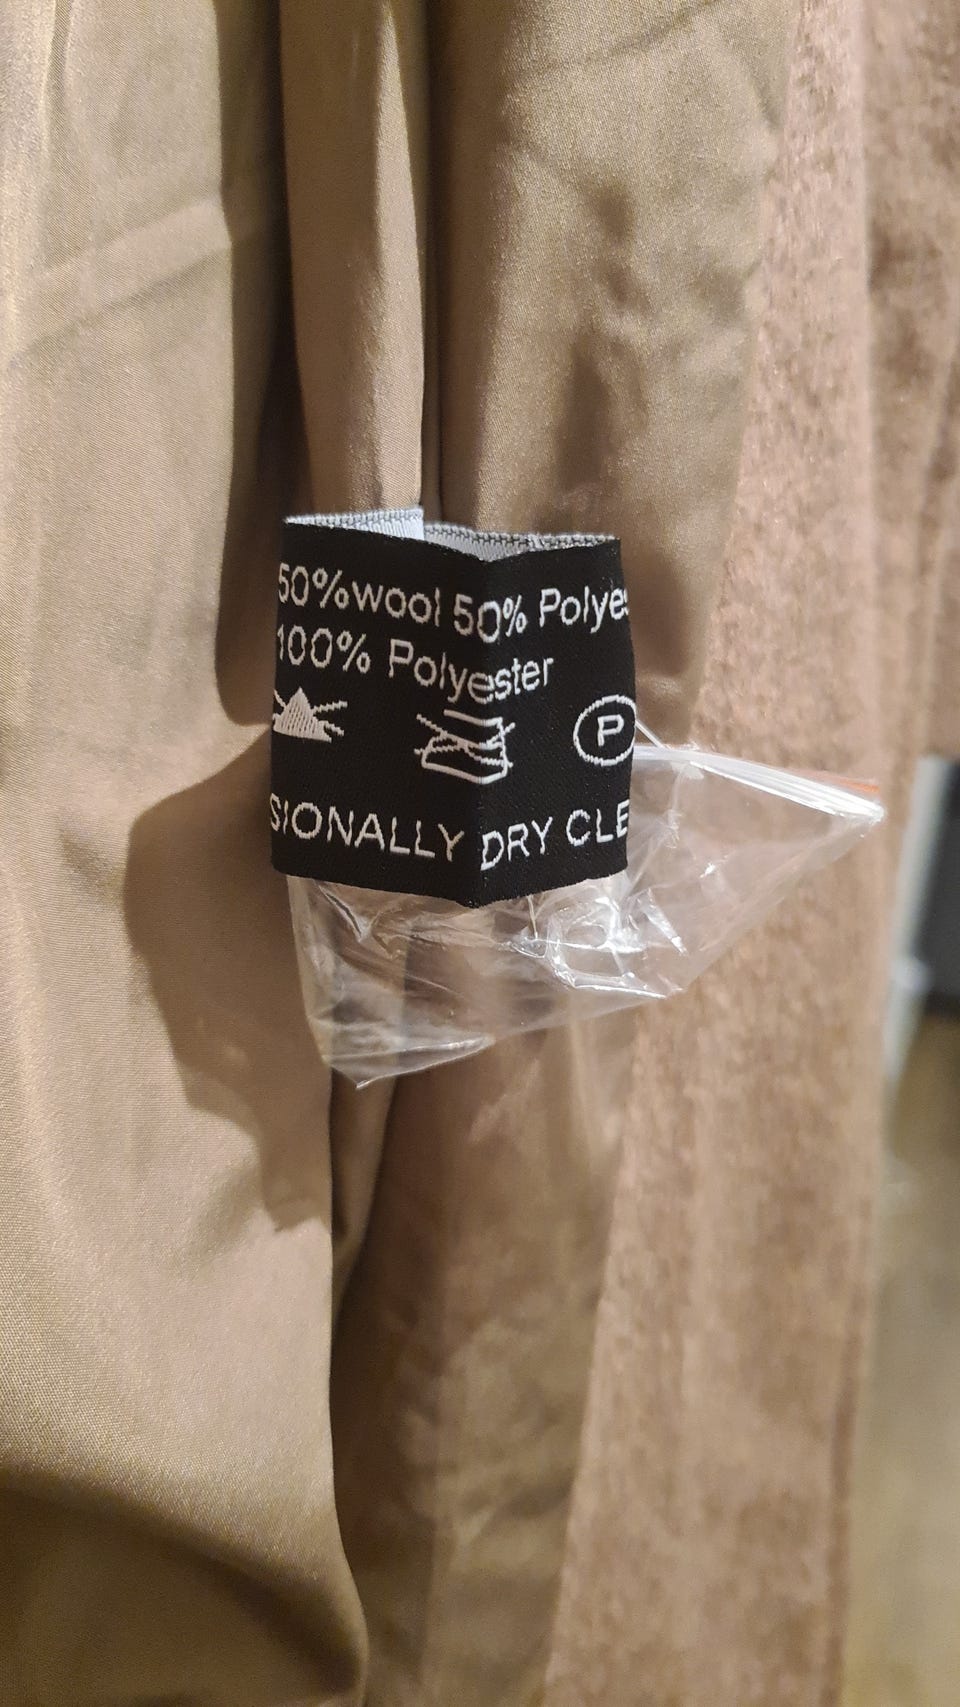 50%wool 50% Polyes
100% Polyester
P
SIONALLY DRY CLE